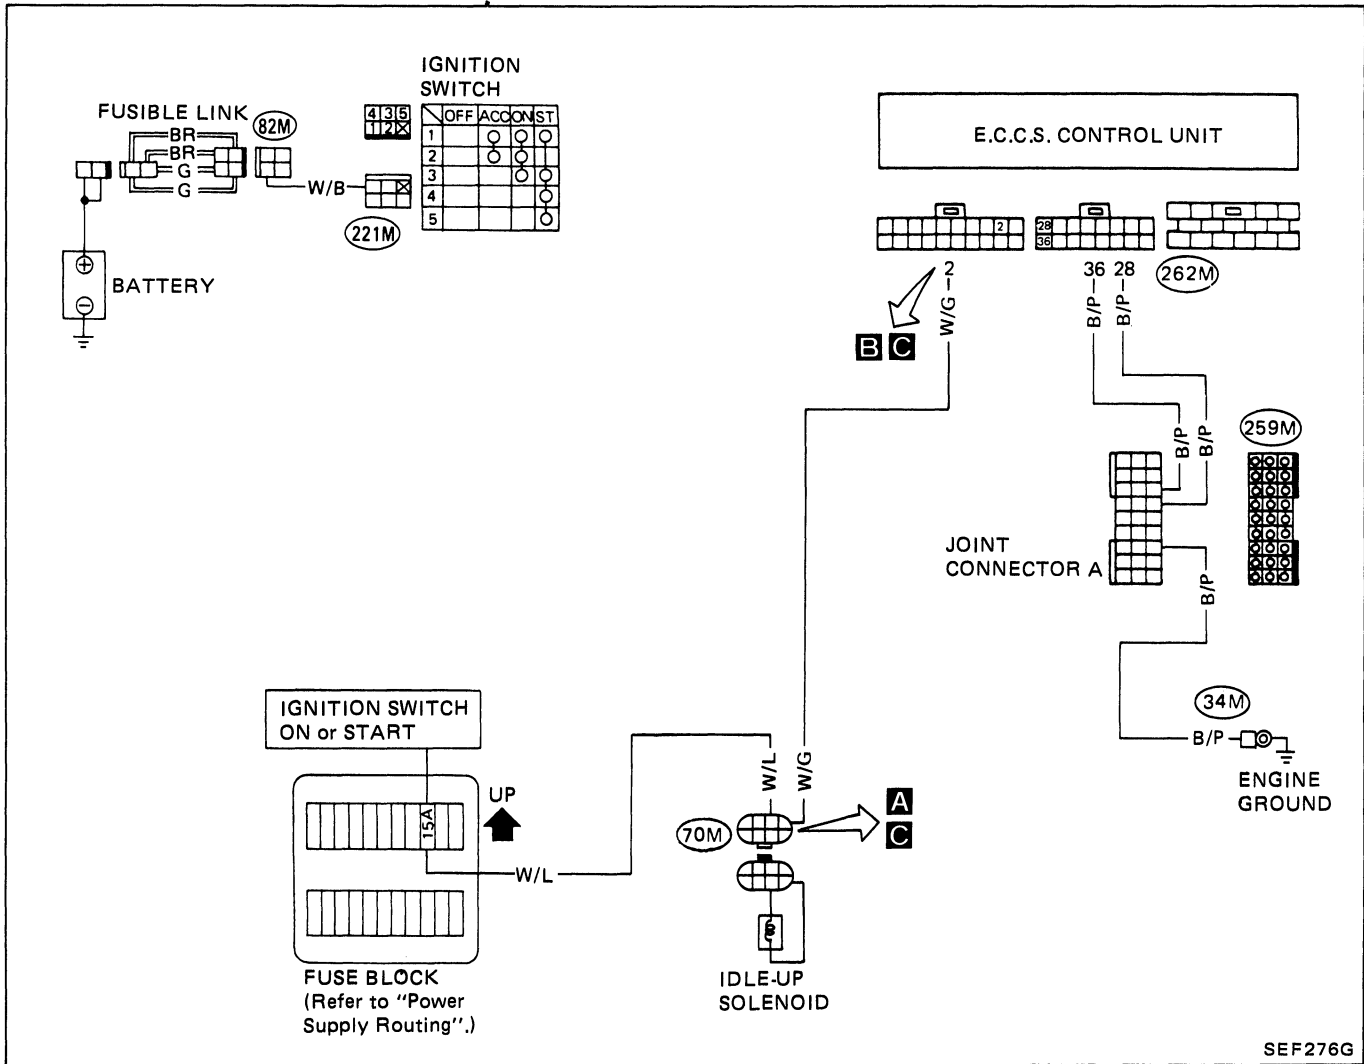 IGNITION
SWITCH
FUSIBLE LINK
82M
BR
BR
G
G
W/B
221M
4 3 5
1 2
OFF ACC ON ST
1
2
3
4
5
BATTERY
E.C.C.S. CONTROL UNIT
2
28
36
2
36 28
262M
W/G
B/P
B/P
B C
B/P
B/P
259M
JOINT
CONNECTOR A
B/P
34M
B/P
ENGINE
GROUND
IGNITION SWITCH
ON or START
UP
15A
W/L
W/L
W/G
70M
A
C
FUSE BLOCK
(Refer to "Power
Supply Routing".)
IDLE-UP
SOLENOID
SEF276G